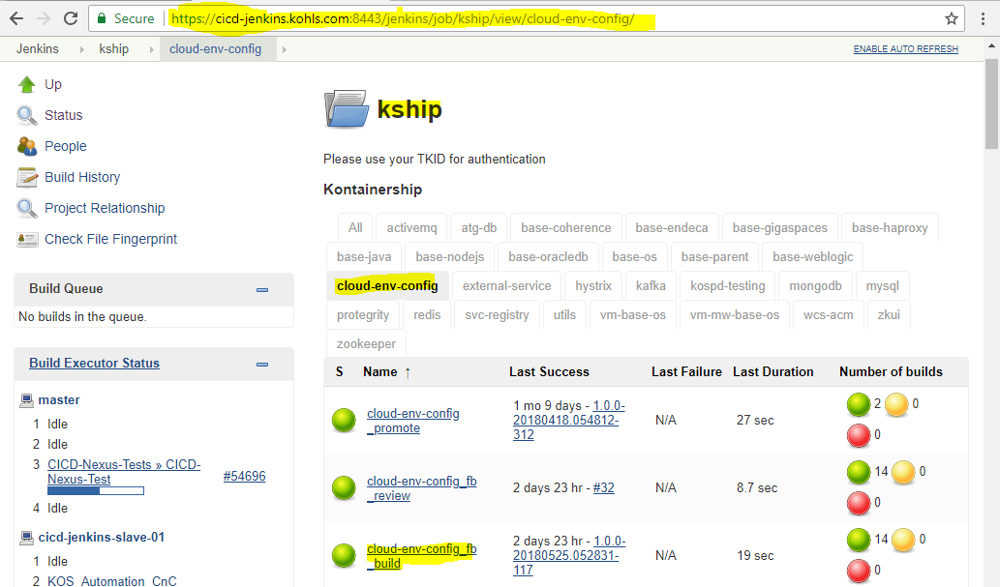 Secure https://cicd-jenkins.kohls.com:8443/jenkins/job/kship/view/cloud-env-config/
Jenkins kship cloud-env-config ENABLE AUTO REFRESH
Up
Status
People
Build History
Project Relationship
Check File Fingerprint
Build Queue
No builds in the queue.
Build Executor Status
master
1 Idle
2 Idle
3 CICD-Nexus-Tests » CICD-
Nexus-Test #54696
4 Idle
cicd-jenkins-slave-01
1 Idle
2 KOS_Automation_CnC
kship
Please use your TKID for authentication
Kontainership
All activemq atg-db base-coherence base-endeca base-gigaspaces base-haproxy
base-java base-nodejs base-oracledb base-os base-parent base-weblogic
cloud-env-config external-service hystrix kafka kospd-testing mongodb mysql
protegrity redis svc-registry utils vm-base-os vm-mw-base-os wcs-acm zkui
zookeeper
S Name ↑ Last Success Last Failure Last Duration Number of builds
cloud-env-config
_promote
1 mo 9 days - 1.0.0-
20180418.054812-
312
N/A
27 sec
2 0
0
cloud-env-config_fb
_review
2 days 23 hr - #32
N/A
8.7 sec
14 0
0
cloud-env-config_fb
_build
2 days 23 hr - 1.0.0-
20180525.052831-
117
N/A
19 sec
14 0
0